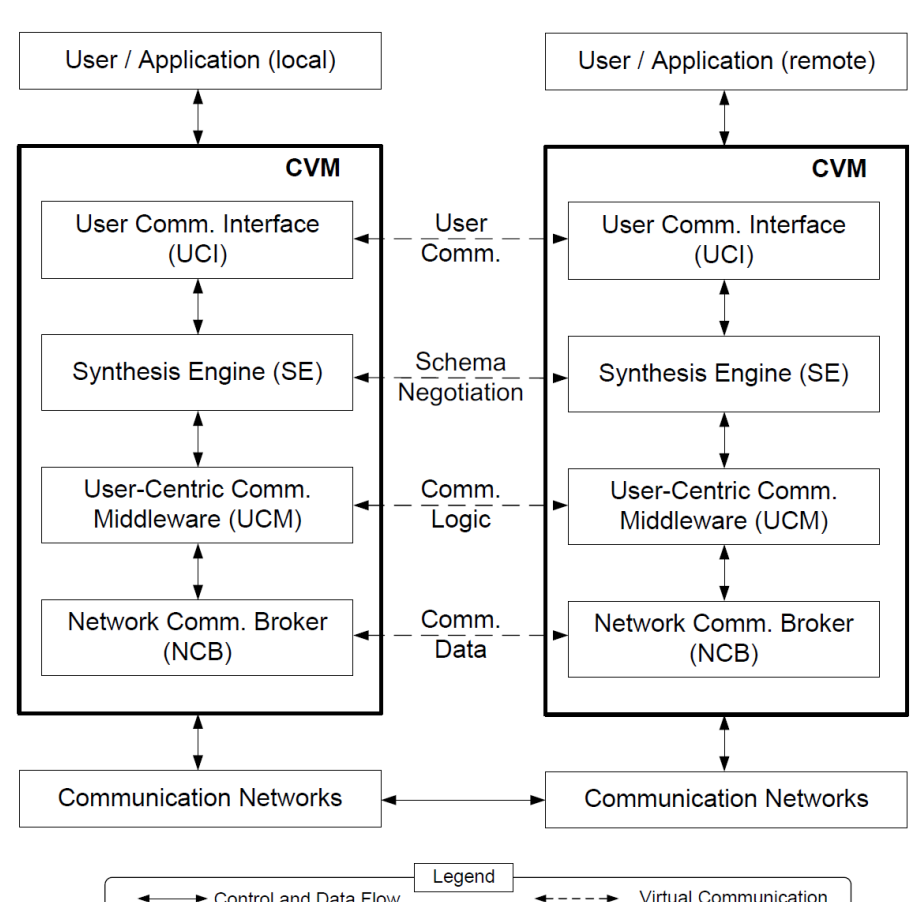 User / Application (local)
User / Application (remote)
CVM
CVM
User Comm. Interface
(UCI)
User
Comm.
User Comm. Interface
(UCI)
Synthesis Engine (SE)
Schema
Negotiation
Synthesis Engine (SE)
User-Centric Comm.
Middleware (UCM)
Comm.
Logic
User-Centric Comm.
Middleware (UCM)
Network Comm. Broker
(NCB)
Comm.
Data
Network Comm. Broker
(NCB)
Communication Networks
Communication Networks
Legend
Control and Data Flow
Virtual Communication